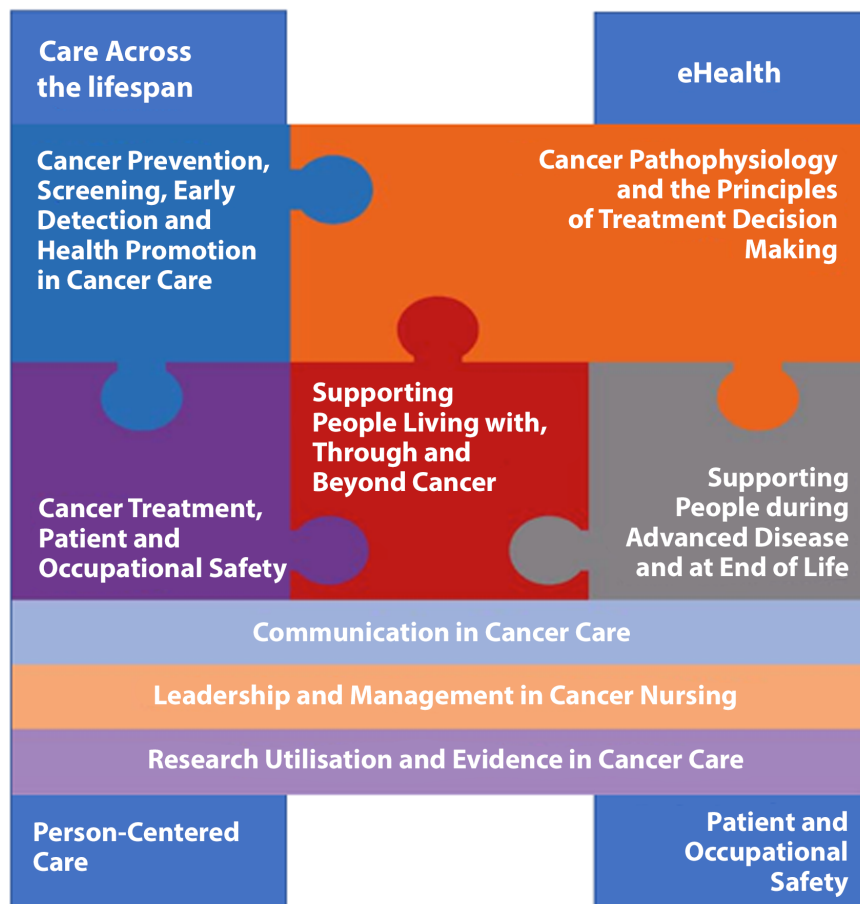 Care Across
the lifespan
eHealth
Cancer Prevention,
Screening, Early
Detection and
Health Promotion
in Cancer Care
Cancer Pathophysiology
and the Principles
of Treatment Decision
Making
Cancer Treatment,
Patient and
Occupational Safety
Supporting
People Living with,
Through and
Beyond Cancer
Supporting
People during
Advanced Disease
and at End of Life
Communication in Cancer Care
Leadership and Management in Cancer Nursing
Research Utilisation and Evidence in Cancer Care
Person-Centered
Care
Patient and
Occupational
Safety